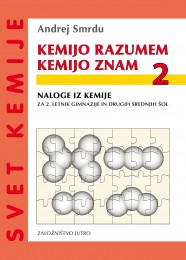 Andrej Smrdu
KEMIJO RAZUMEM
KEMIJO ZNAM 2
NALOGE IZ KEMIJE
ZA 2. LETNIK GIMNAZIJE IN DRUGIH SREDNJIH ŠOL
SVET KEMIJE
ZALOŽNIŠTVO JUTRO